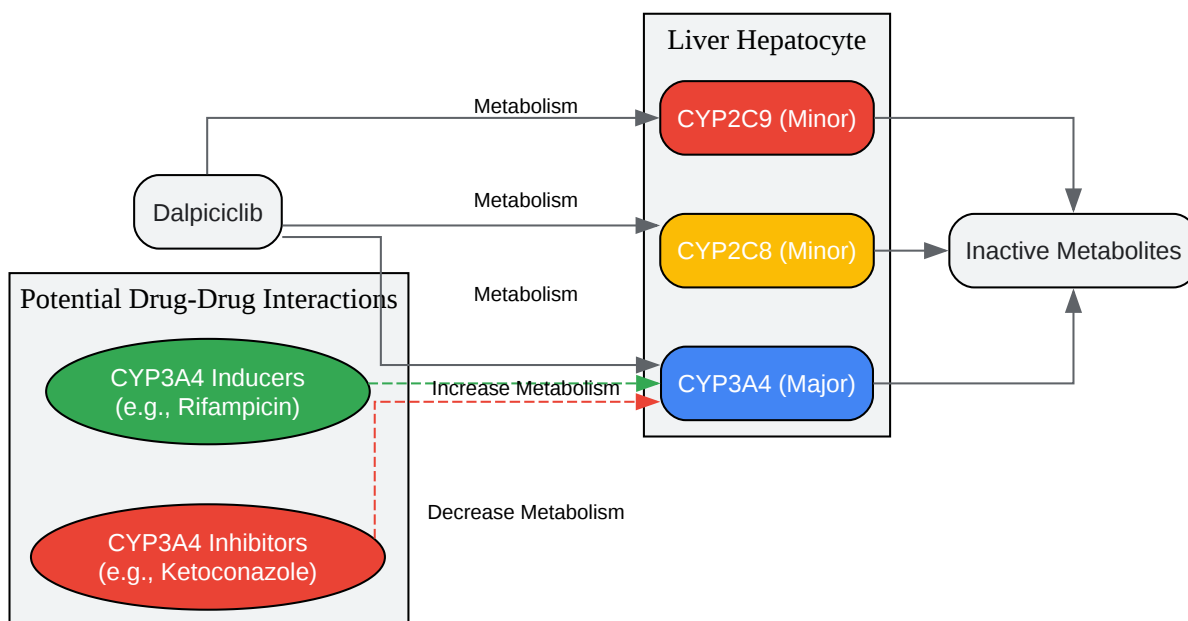 Liver Hepatocyte
Metabolism
CYP2C9 (Minor)
Dalpiciclib
Metabolism
CYP2C8 (Minor)
Inactive Metabolites
Potential Drug-Drug Interactions
Metabolism
CYP3A4 Inducers
(e.g., Rifampicin)
Increase Metabolism
CYP3A4 (Major)
CYP3A4 Inhibitors
(e.g., Ketoconazole)
Decrease Metabolism